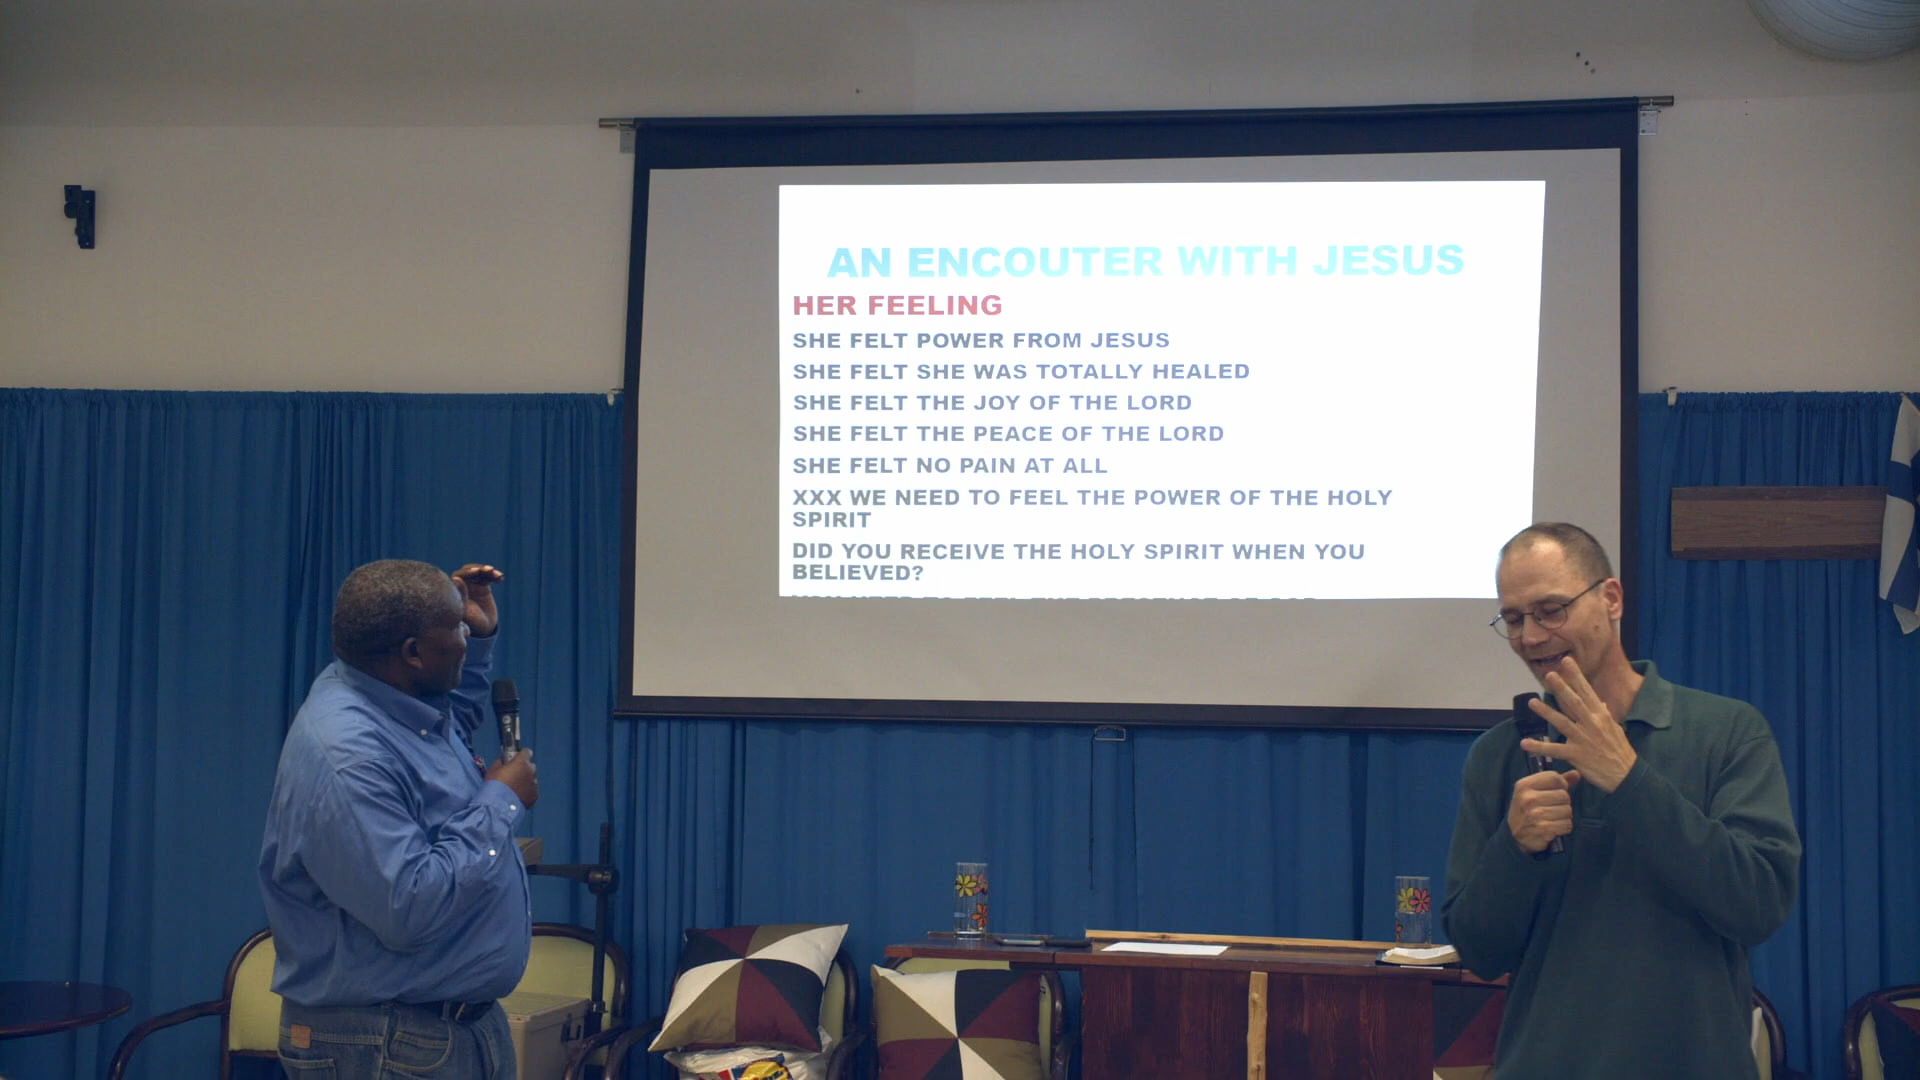 AN ENCOUTER WITH JESUS
HER FEELING
SHE FELT POWER FROM JESUS
SHE FELT SHE WAS TOTALLY HEALED
SHE FELT THE JOY OF THE LORD
SHE FELT THE PEACE OF THE LORD
SHE FELT NO PAIN AT ALL
XXX WE NEED TO FEEL THE POWER OF THE HOLY
SPIRIT
DID YOU RECEIVE THE HOLY SPIRIT WHEN YOU
BELIEVED?